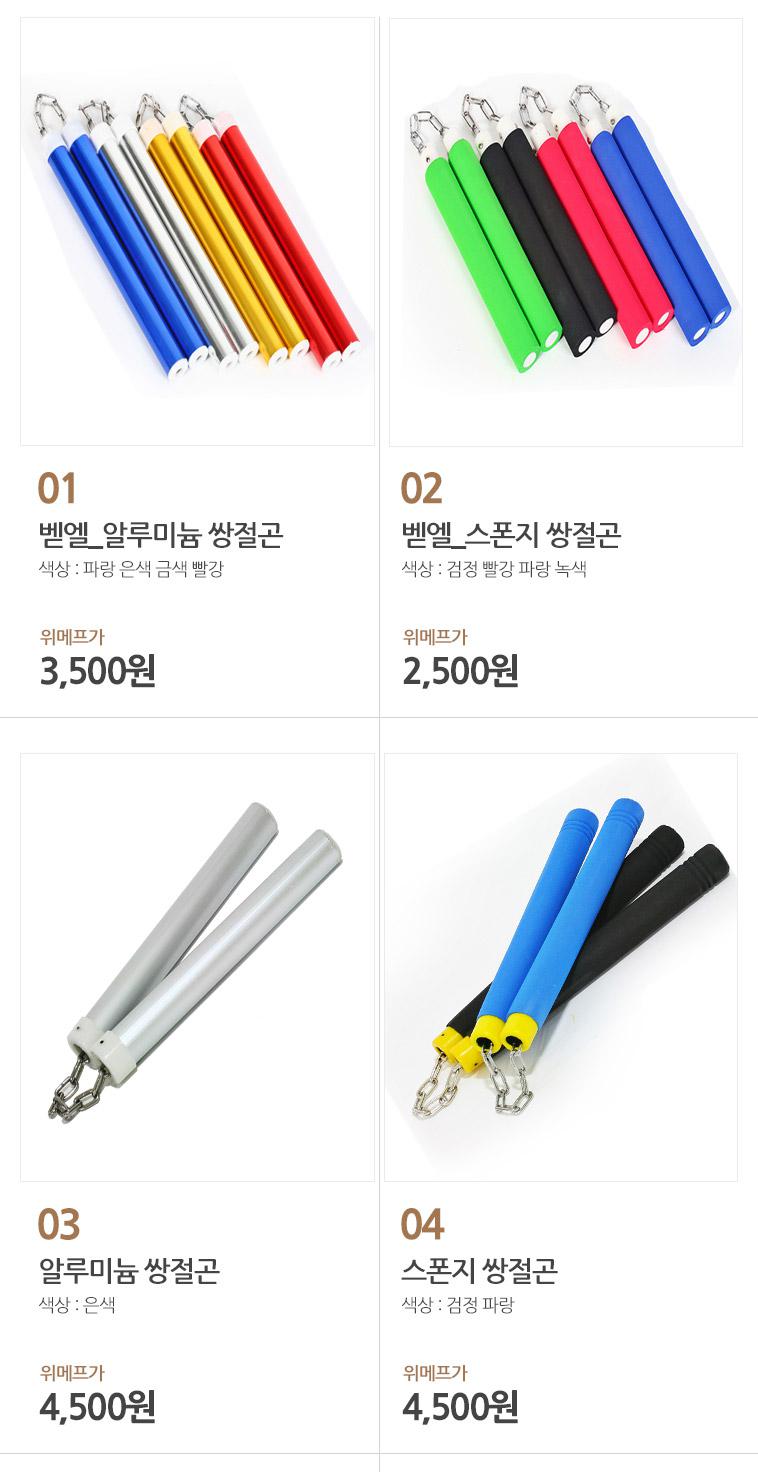 01
벧엘_알루미늄 쌍절곤
색상 : 파랑 은색 금색 빨강
위메프가
3,500원
02
벧엘_스폰지 쌍절곤
색상 : 검정 빨강 파랑 녹색
위메프가
2,500원
03
알루미늄 쌍절곤
색상 : 은색
위메프가
4,500원
04
스폰지 쌍절곤
색상 : 검정 파랑
위메프가
4,500원